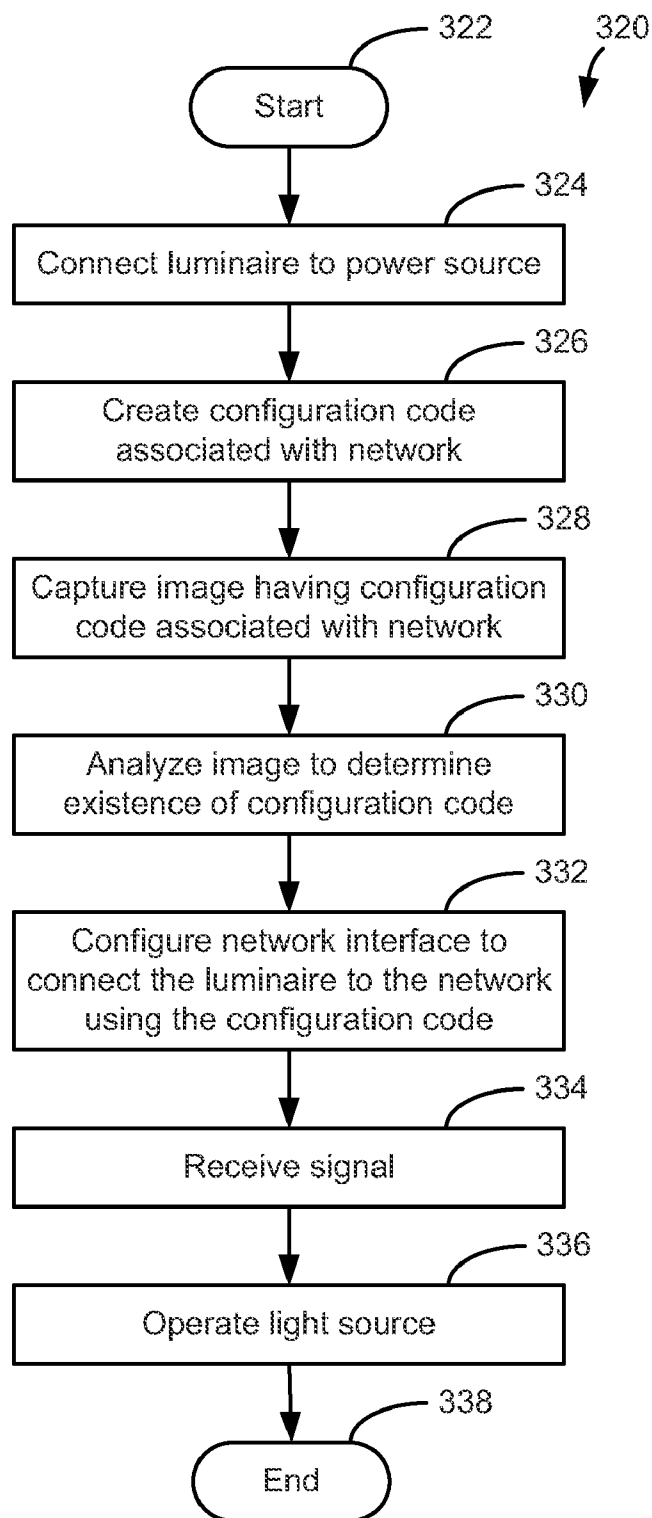 322
320
Start
324
Connect luminaire to power source
326
Create configuration code
associated with network
328
Capture image having configuration
code associated with network
330
Analyze image to determine
existence of configuration code
332
Configure network interface to
connect the luminaire to the network
using the configuration code
334
Receive signal
336
Operate light source
338
End